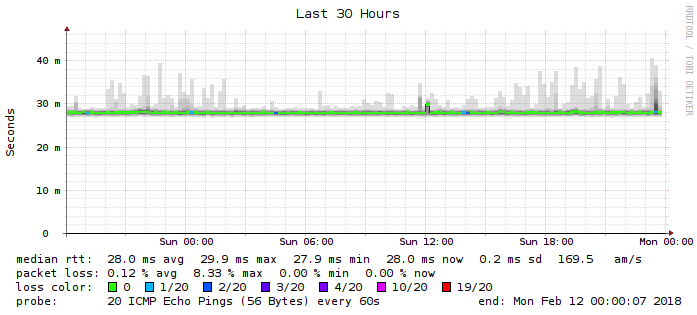 Last 30 Hours
RRDTOOL / TOBI OETIKER
Seconds
40 m
30 m
20 m
10 m
0
Sun 00:00 Sun 06:00 Sun 12:00 Sun 18:00 Mon 00:00
median rtt: 28.0 ms avg 29.9 ms max 27.9 ms min 28.0 ms now 0.2 ms sd 169.5 am/s
packet loss: 0.12 % avg 8.33 % max 0.00 % min 0.00 % now
loss color: 0 1/20 2/20 3/20 4/20 10/20 19/20
probe: 20 ICMP Echo Pings (56 Bytes) every 60s end: Mon Feb 12 00:00:07 2018